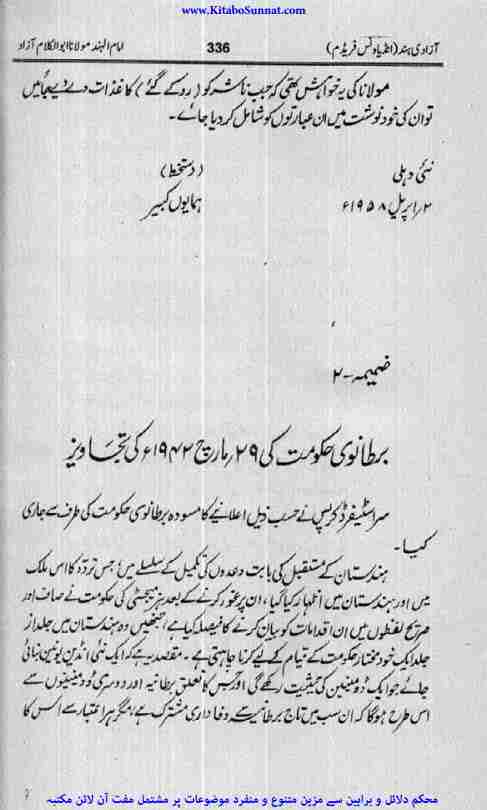 www.KitaboSunnat.com
آزادی ہند (انڈیا ونس فریڈم) 336 امام الہند مولانا ابوالکلام آزاد
مولانا کی یہ خواہش تھی کہ جب ناشر کو (روکے گئے) کاغذات دے دیے جائیں
تو ان کی خود نوشت میں ان عبارتوں کو شامل کر دیا جائے۔
نئی دہلی (دستخط)
۲/اپریل ۱۹۵۸ء ہمایوں کبیر
ضمیمہ-۲
برطانوی حکومت کی ۲۹/مارچ ۱۹۴۲ء کی تجاویز
سر اسٹیفرڈ کرپس نے حسب ذیل اعلانیے کا مسودہ برطانوی حکومت کی طرف سے جاری
کیا۔
ہندستان کے مستقبل کی بابت وعدوں کی تکمیل کے سلسلے میں جس تردّد کا اس ملک
میں اور ہندستان میں اظہار کیا گیا، ان پر غور کرنے کے بعد ہز میجسٹی کی حکومت نے صاف اور
صریح لفظوں میں ان اقدامات کو بیان کرنے کا فیصلہ کیا ہے، جنھیں وہ ہندستان میں جلد از
جلد ایک خود مختار حکومت کے قیام کے لیے کرنا چاہتی ہے۔ مقصد یہ ہے کہ ایک نئی انڈین یونین بنائی
جائے جو ایک ڈومینین کی حیثیت رکھے گی اور جس کا تعلق برطانیہ اور دوسری ڈومینینوں سے
اس طرح ہوگا کہ ان سب میں تاج برطانیہ سے وفاداری مشترک ہے، مگر ہر اعتبار سے اس کا
محکم دلائل و براہین سے مزین متنوع و منفرد موضوعات پر مشتمل مفت آن لائن مکتبہ